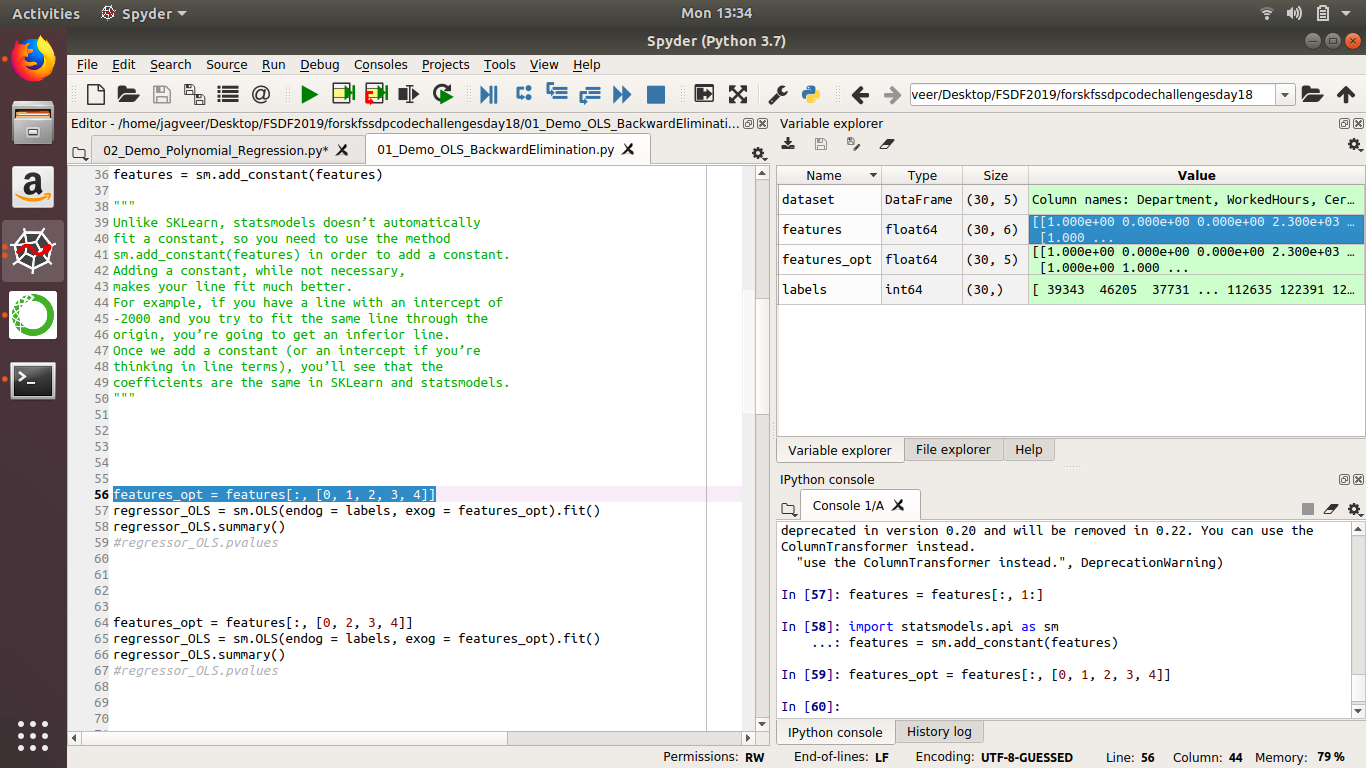 Activities Spyder Mon 13:34
Spyder (Python 3.7)
File Edit Search Source Run Debug Consoles Projects Tools View Help
veer/Desktop/FSDF2019/forskfssdpcodechallengesday18
Editor - /home/jagveer/Desktop/FSDF2019/forskfssdpcodechallengesday18/01_Demo_OLS_BackwardEliminati...
02_Demo_Polynomial_Regression.py* 01_Demo_OLS_BackwardElimination.py
36 features = sm.add_constant(features)
37
38 """
39 Unlike SKLearn, statsmodels doesn’t automatically
40 fit a constant, so you need to use the method
41 sm.add_constant(features) in order to add a constant.
42 Adding a constant, while not necessary,
43 makes your line fit much better.
44 For example, if you have a line with an intercept of
45 -2000 and you try to fit the same line through the
46 origin, you’re going to get an inferior line.
47 Once we add a constant (or an intercept if you’re
48 thinking in line terms), you’ll see that the
49 coefficients are the same in SKLearn and statsmodels.
50 """
51
52
53
54
55
56 features_opt = features[:, [0, 1, 2, 3, 4]]
57 regressor_OLS = sm.OLS(endog = labels, exog = features_opt).fit()
58 regressor_OLS.summary()
59 #regressor_OLS.pvalues
60
61
62
63
64 features_opt = features[:, [0, 2, 3, 4]]
65 regressor_OLS = sm.OLS(endog = labels, exog = features_opt).fit()
66 regressor_OLS.summary()
67 #regressor_OLS.pvalues
68
69
70
Variable explorer
Name Type Size Value
dataset DataFrame (30, 5) Column names: Department, WorkedHours, Cer...
features float64 (30, 6) [[1.000e+00 0.000e+00 0.000e+00 2.300e+03 ...
[1.000 ...
features_opt float64 (30, 5) [[1.000e+00 0.000e+00 0.000e+00 2.300e+03 ...
[1.000e+00 1.000 ...
labels int64 (30,) [ 39343 46205 37731 ... 112635 122391 12...
Variable explorer File explorer Help
IPython console
Console 1/A
deprecated in version 0.20 and will be removed in 0.22. You can use the
ColumnTransformer instead.
"use the ColumnTransformer instead.", DeprecationWarning)
In [57]: features = features[:, 1:]
In [58]: import statsmodels.api as sm
...: features = sm.add_constant(features)
In [59]: features_opt = features[:, [0, 1, 2, 3, 4]]
In [60]:
IPython console History log
Permissions: RW End-of-lines: LF Encoding: UTF-8-GUESSED Line: 56 Column: 44 Memory: 79 %